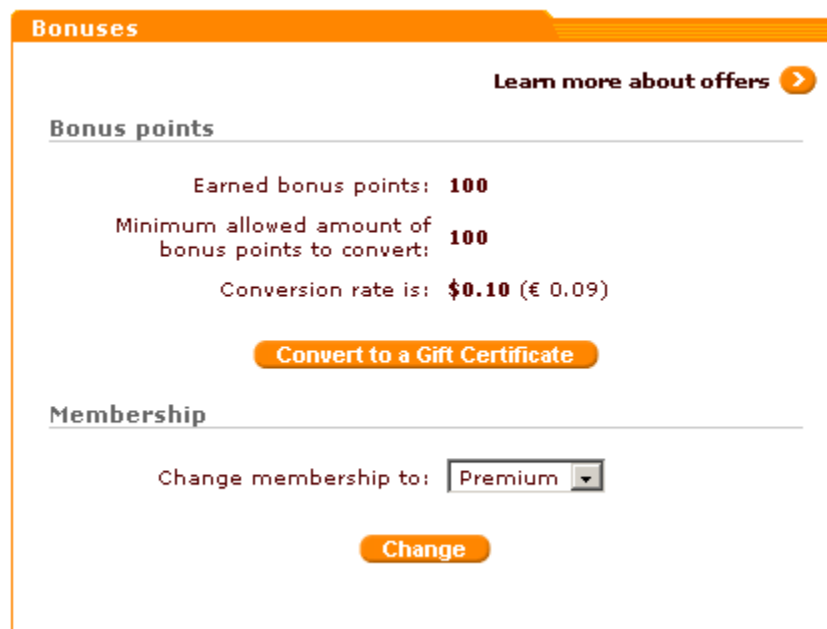 Bonuses
Learn more about offers
Bonus points
Earned bonus points: 100
Minimum allowed amount of
bonus points to convert: 100
Conversion rate is: $0.10 (€ 0.09)
Convert to a Gift Certificate
Membership
Change membership to: Premium
Change